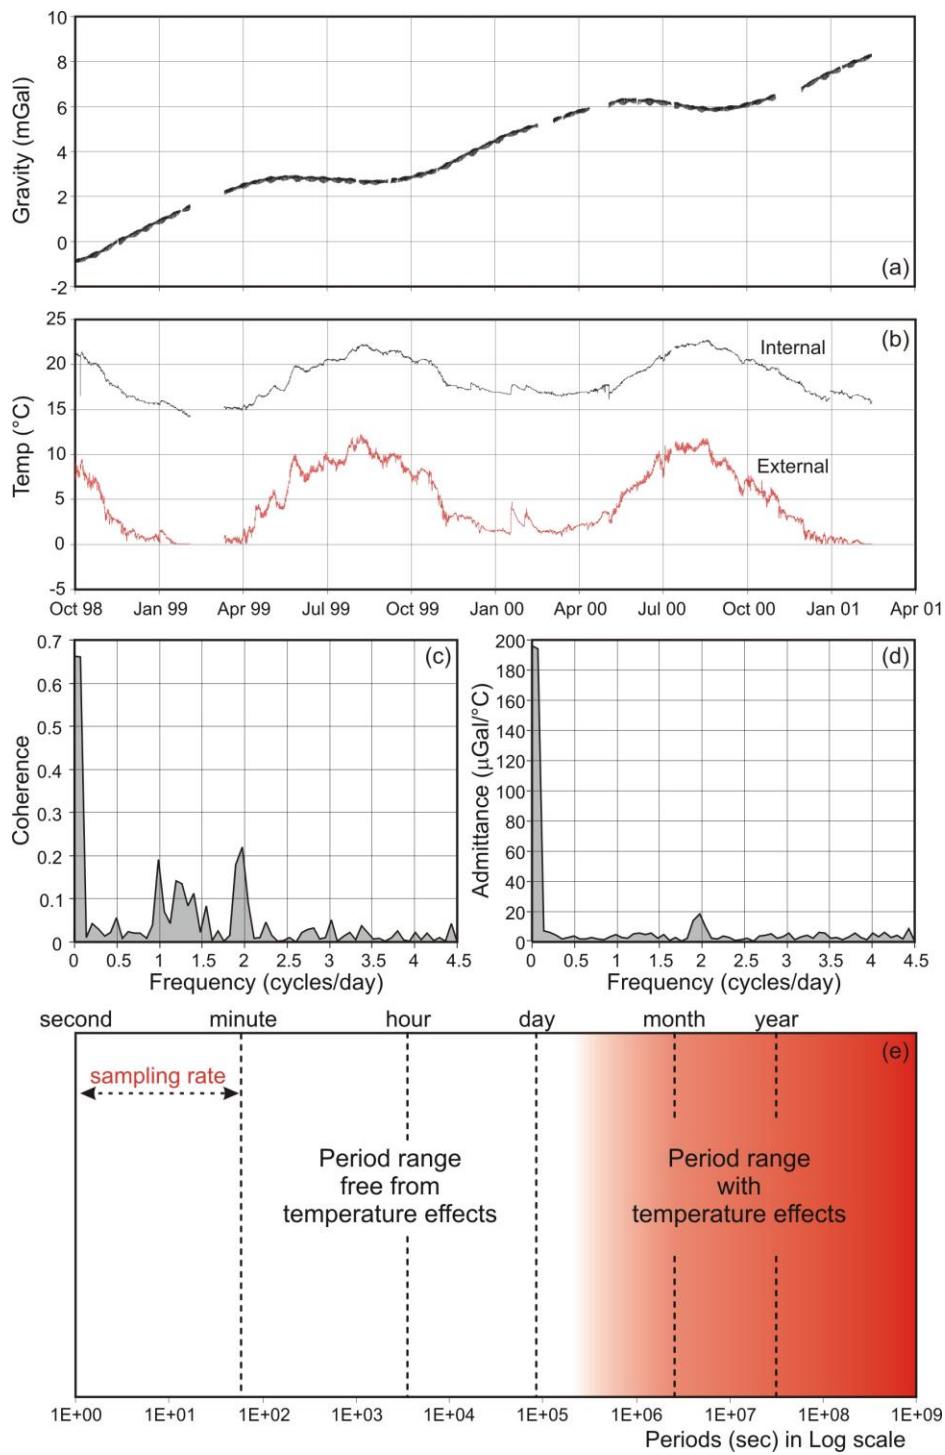 10
8
6
4
2
0
-2
Gravity (mGal)
(a)
25
20
15
10
5
0
-5
Temp (°C)
(b)
Internal
External
Oct 98 Jan 99 Apr 99 Jul 99 Oct 99 Jan 00 Apr 00 Jul 00 Oct 00 Jan 01 Apr 01
0.7
0.6
0.5
0.4
0.3
0.2
0.1
0
Coherence
(c)
0 0.5 1 1.5 2 2.5 3 3.5 4 4.5
Frequency (cycles/day)
200
180
160
140
120
100
80
60
40
20
0
Admittance (μGal/°C)
(d)
0 0.5 1 1.5 2 2.5 3 3.5 4 4.5
Frequency (cycles/day)
second minute hour day month year
(e)
sampling rate
Period range
free from
temperature effects
Period range
with
temperature effects
1E+00 1E+01 1E+02 1E+03 1E+04 1E+05 1E+06 1E+07 1E+08 1E+09
Periods (sec) in Log scale